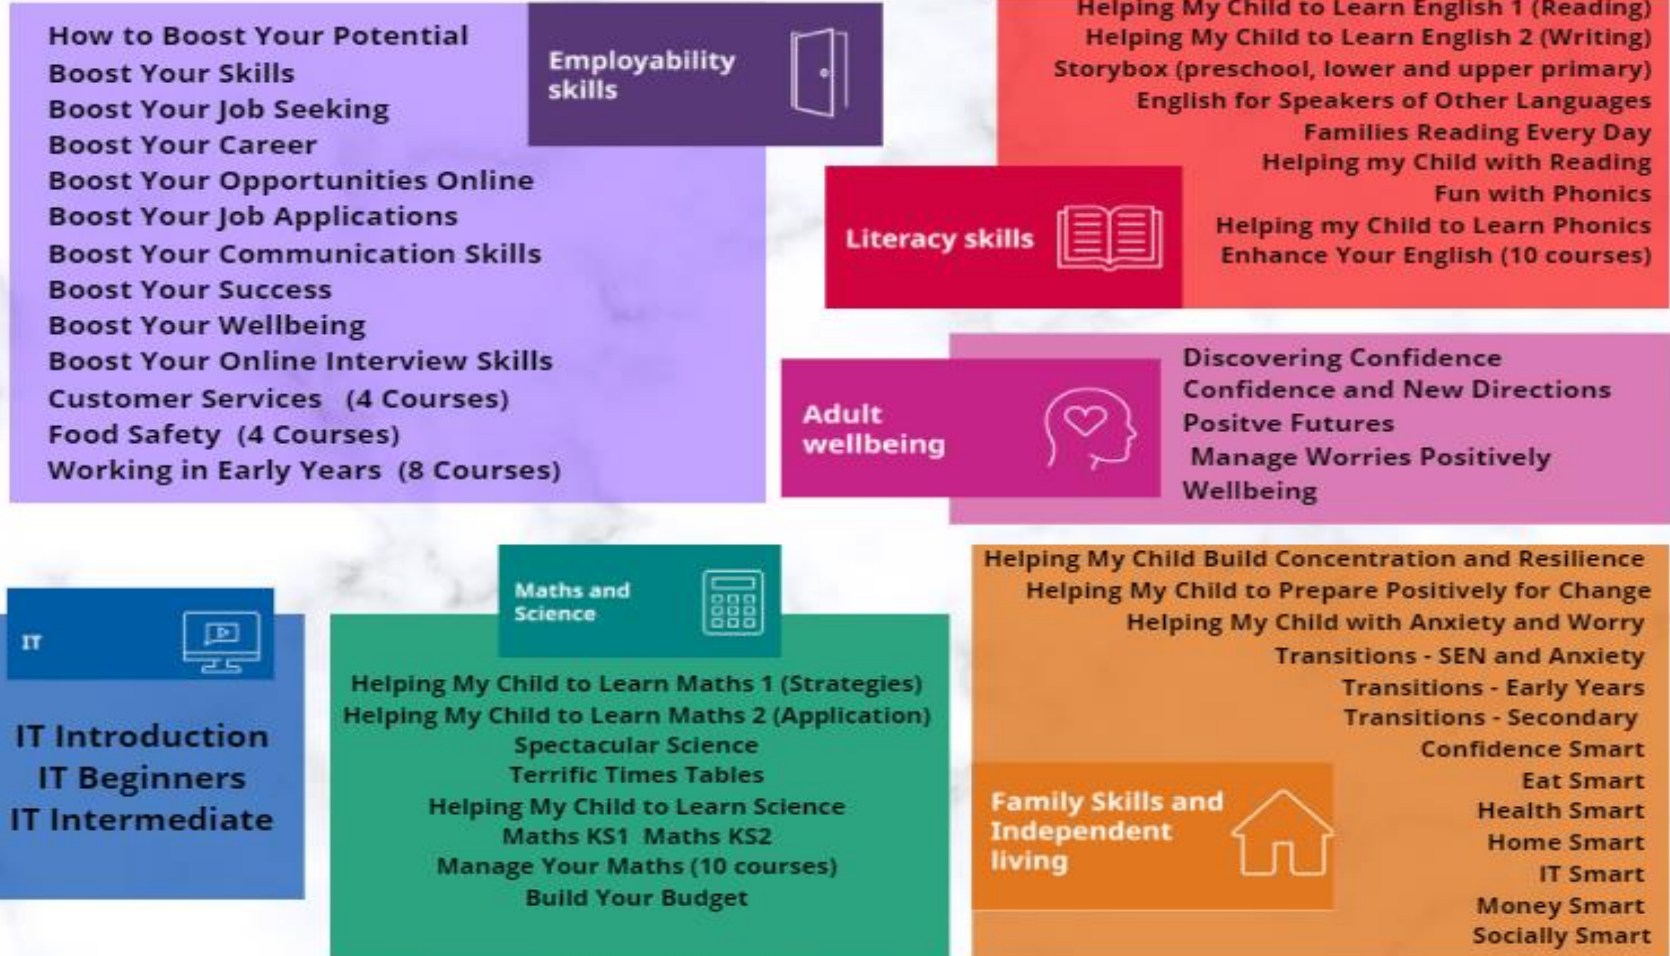 Employability
skills
How to Boost Your Potential
Boost Your Skills
Boost Your Job Seeking
Boost Your Career
Boost Your Opportunities Online
Boost Your Job Applications
Boost Your Communication Skills
Boost Your Success
Boost Your Wellbeing
Boost Your Online Interview Skills
Customer Services (4 Courses)
Food Safety (4 Courses)
Working in Early Years (8 Courses)
Literacy skills
Helping My Child to Learn English 1 (Reading)
Helping My Child to Learn English 2 (Writing)
Storybox (preschool, lower and upper primary)
English for Speakers of Other Languages
Families Reading Every Day
Helping my Child with Reading
Fun with Phonics
Helping my Child to Learn Phonics
Enhance Your English (10 courses)
Adult
wellbeing
Discovering Confidence
Confidence and New Directions
Positve Futures
Manage Worries Positively
Wellbeing
IT
IT Introduction
IT Beginners
IT Intermediate
Maths and
Science
Helping My Child to Learn Maths 1 (Strategies)
Helping My Child to Learn Maths 2 (Application)
Spectacular Science
Terrific Times Tables
Helping My Child to Learn Science
Maths KS1 Maths KS2
Manage Your Maths (10 courses)
Build Your Budget
Family Skills and
Independent
living
Helping My Child Build Concentration and Resilience
Helping My Child to Prepare Positively for Change
Helping My Child with Anxiety and Worry
Transitions - SEN and Anxiety
Transitions - Early Years
Transitions - Secondary
Confidence Smart
Eat Smart
Health Smart
Home Smart
IT Smart
Money Smart
Socially Smart